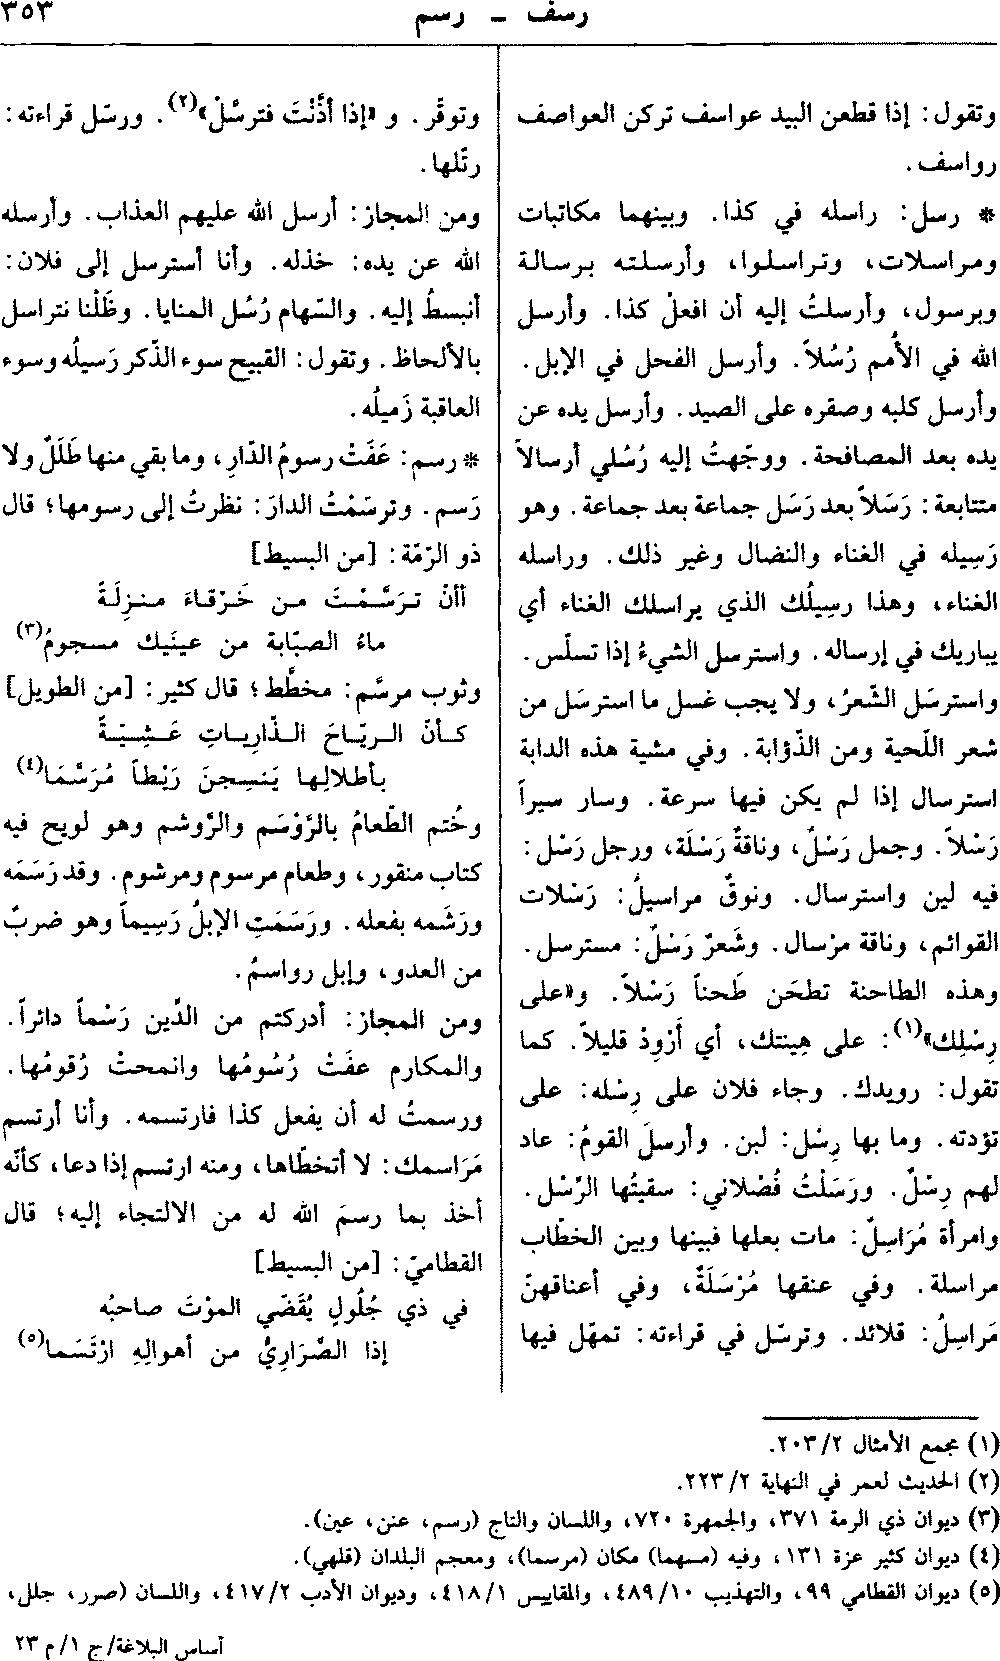 رسف - رسم
٣٥٣
وتقول: إذا قطعن البيد عواسف تركن العواصف
رواسف.
* رسل: راسله في كذا. وبينهما مكاتبات
ومراسلات، وتراسلوا، وأرسلته برسالة
وبرسول، وأرسلتُ إليه أن افعلْ كذا. وأرسل
الله في الأُمم رُسُلاً. وأرسل الفحل في الإبل.
وأرسل كلبه وصقره على الصيد. وأرسل يده عن
يده بعد المصافحة. ووجّهتُ إليه رُسُلي أرسالاً
متتابعة: رَسَلاً بعد رَسَل جماعة بعد جماعة. وهو
رَسِيله في الغناء والنضال وغير ذلك. وراسله
الغناء، وهذا رسِيلُك الذي يراسلك الغناء أي
يباريك في إرساله. واسترسل الشيءُ إذا تسلّس.
واسترسَل الشّعرُ، ولا يجب غسل ما استرسَل من
شعر اللّحية ومن الذّؤابة. وفي مشية هذه الدابة
استرسال إذا لم يكن فيها سرعة. وسار سيراً
رَسْلاً. وجمل رَسْلٌ، وناقةٌ رَسْلَة، ورجل رَسْل:
فيه لين واسترسال. ونوقٌ مراسيلُ: رَسْلات
القوائم، وناقة مرْسال. وشَعرٌ رَسْلٌ: مسترسل.
وهذه الطاحنة تطحَن طَحناً رَسْلاً. و«على
رِسْلِك»(١): على هِينتك، أي أَرْوِدْ قليلاً. كما
تقول: رويدك. وجاء فلان على رِسْله: على
تؤدته. وما بها رِسْل: لبن. وأرسلَ القومُ: عاد
لهم رِسْلٌ. ورَسَلْتُ فُصْلاني: سقيتُها الرِّسْل.
وامرأة مُرَاسِلٌ: مات بعلها فبينها وبين الخطّاب
مراسلة. وفي عنقها مُرْسَلَةٌ، وفي أعناقهنّ
مَراسِلُ: قلائد. وترسّل في قراءته: تمهّل فيها
وتوقَّر. و «إذا أَذَّنْتَ فترسَّلْ»(٢). ورسّل قراءته:
رتّلها.
ومن المجاز: أرسل الله عليهم العذاب. وأرسله
الله عن يده: خذله. وأنا أسترسل إلى فلان:
أنبسطُ إليه. والسّهام رُسُل المنايا. وظَلْنا نتراسل
بالألحاظ. وتقول: القبيح سوء الذّكر رَسيلُه وسوء
العاقبة زَميلُه.
* رسم: عَفَتْ رسومُ الدّارِ، وما بقي منها طَلَلٌ ولا
رَسم. وترسَمْتُ الدارَ: نظرتُ إلى رسومها؛ قال
ذو الرّمّة: [من البسيط]
أأنْ ترَسَّمْتَ من خَرْقاءَ منزِلَةً
ماءُ الصبّابة من عينَيك مسجومُ(٣)
وثوب مرسَّم: مخطَّط؛ قال كثير: [من الطويل]
كأنّ الريّاحَ الذّارِياتِ عَشِيّةً
بأطلالِها يَنسِجنَ رَيْطاً مُرَسَّمَا(٤)
وخُتم الطّعامُ بالرَّوْسَم والرَّوشم وهو لويح فيه
كتاب منقور، وطعام مرسوم ومرشوم. وقد رَسَمَه
ورَشَمه بفعله. ورَسَمَتِ الإبلُ رَسِيماً وهو ضربٌ
من العدو، وإبل رواسمُ.
ومن المجاز: أدركتم من الدِّين رَسْماً دائراً.
والمكارم عفَتْ رُسُومُها وانمحتْ رُقومُها.
ورسمتُ له أن يفعل كذا فارتسمه. وأنا أرتسم
مَرَاسمك: لا أتخطّاها، ومنه ارتسم إذا دعا، كأنّه
أخذ بما رسمَ الله له من الالتجاء إليه؛ قال
القطاميّ: [من البسيط]
في ذي جُلُولٍ يُقَضّي الموْتَ صاحبُه
إذا الصَّرَارِيُّ من أهوالِهِ ارْتَسَما(٥)
(١) مجمع الأمثال ٢/ ٢٠٣.
(٢) الحديث لعمر في النهاية ٢/ ٢٢٣.
(٣) ديوان ذي الرمة ٣٧١، والجمهرة ٧٢٠، واللسان والتاج (رسم، عنن، عين).
(٤) ديوان كثير عزة ١٣١، وفيه (مسهما) مكان (مرسما)، ومعجم البلدان (قلهي).
(٥) ديوان القطامي ٩٩، والتهذيب ١٠/ ٤٨٩، والمقاييس ١/ ٤١٨، وديوان الأدب ٢/ ٤١٧، واللسان (صرر، جلل،
أساس البلاغة/ ج ١/ م ٢٣